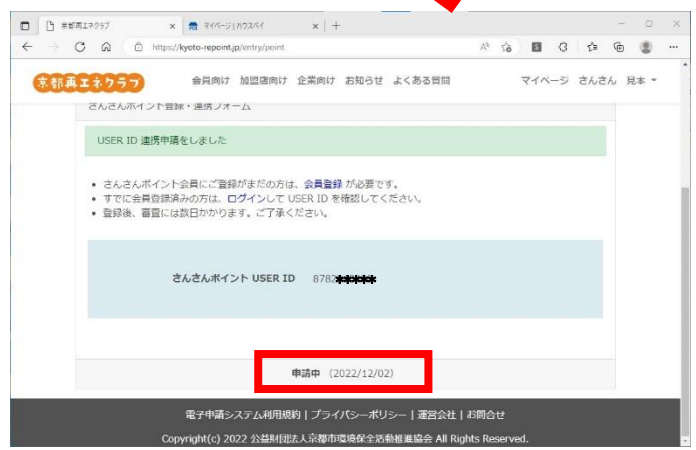 京都再エネクラブ
マイページ|ハウスペイ
https://kyoto-repoint.jp/entry/point
京都再エネクラブ
会員向け 加盟店向け 企業向け お知らせ よくある質問 マイページ さんさん 見本
さんさんポイント登録・連携フォーム
USER ID 連携申請をしました
• さんさんポイント会員にご登録がまだの方は、会員登録 が必要です。
• すでに会員登録済みの方は、ログインして USER ID を確認してください。
• 登録後、審査には数日かかります。ご了承ください。
さんさんポイント USER ID 8782*****
申請中 (2022/12/02)
電子申請システム利用規約 | プライバシーポリシー | 運営会社 | お問合せ
Copyright(c) 2022 公益財団法人京都市環境保全活動推進協会 All Rights Reserved.